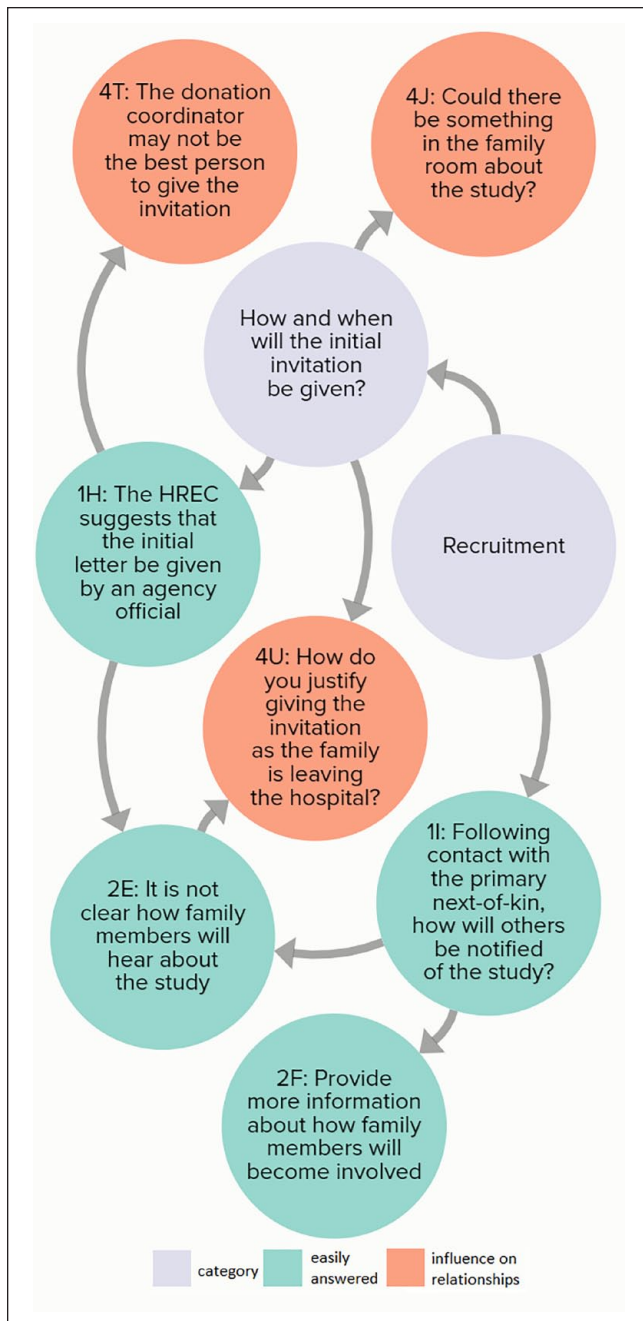 4T: The donation
coordinator
may not be
the best person
to give the
invitation
4J: Could there
be something
in the family
room about
the study?
How and when
will the initial
invitation
be given?
1H: The HREC
suggests that
the initial
letter be given
by an agency
official
Recruitment
4U: How do
you justify
giving the
invitation
as the family
is leaving
the hospital?
1I: Following
contact with
the primary
next-of-kin,
how will others
be notified
of the study?
2E: It is not
clear how family
members will
hear about
the study
2F: Provide
more information
about how family
members will
become involved
category
easily
answered
influence on
relationships